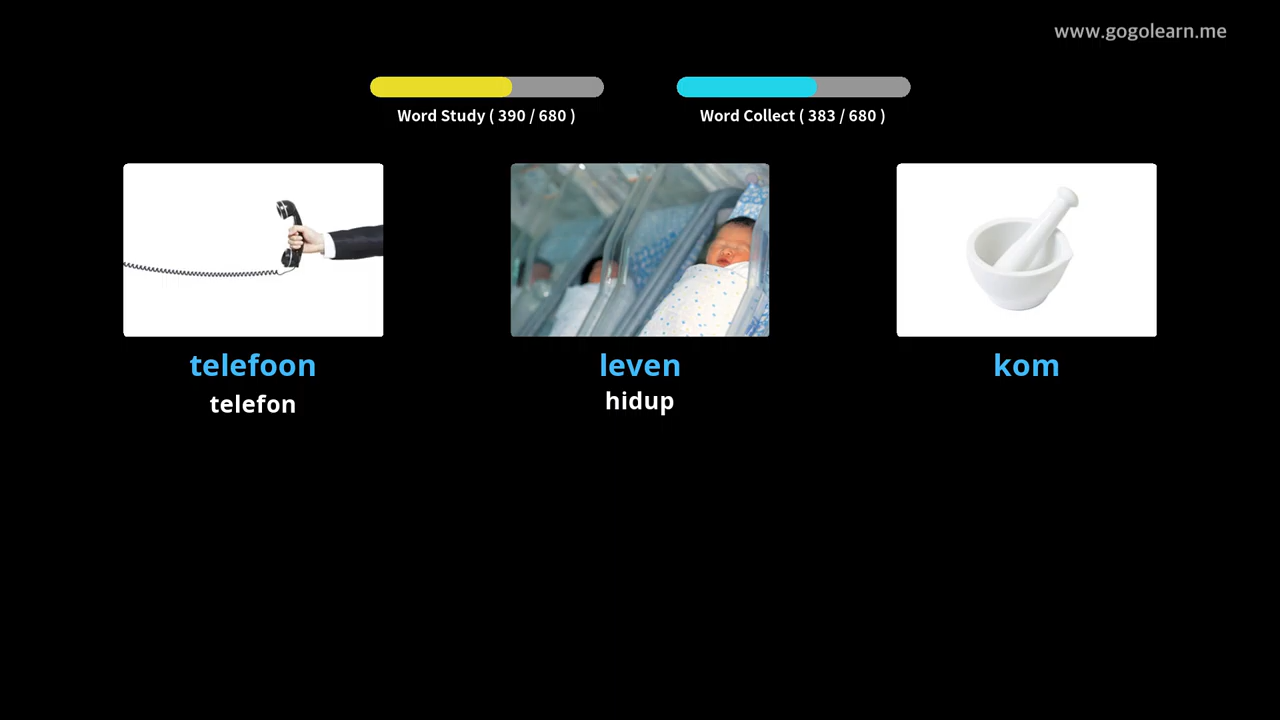 www.gogolearn.me
Word Study ( 390 / 680 )
Word Collect ( 383 / 680 )
telefoon
telefon
leven
hidup
kom